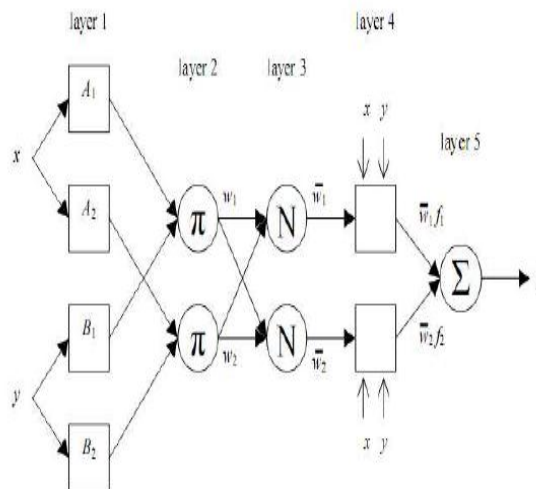 layer 1
layer 4
layer 2
layer 3
layer 5
x y
A₁
x
A₂
w₁
w̅₁
π
N
w̅₁f₁
Σ
B₁
π
N
w₂
w̅₂
w̅₂f₂
y
B₂
x y